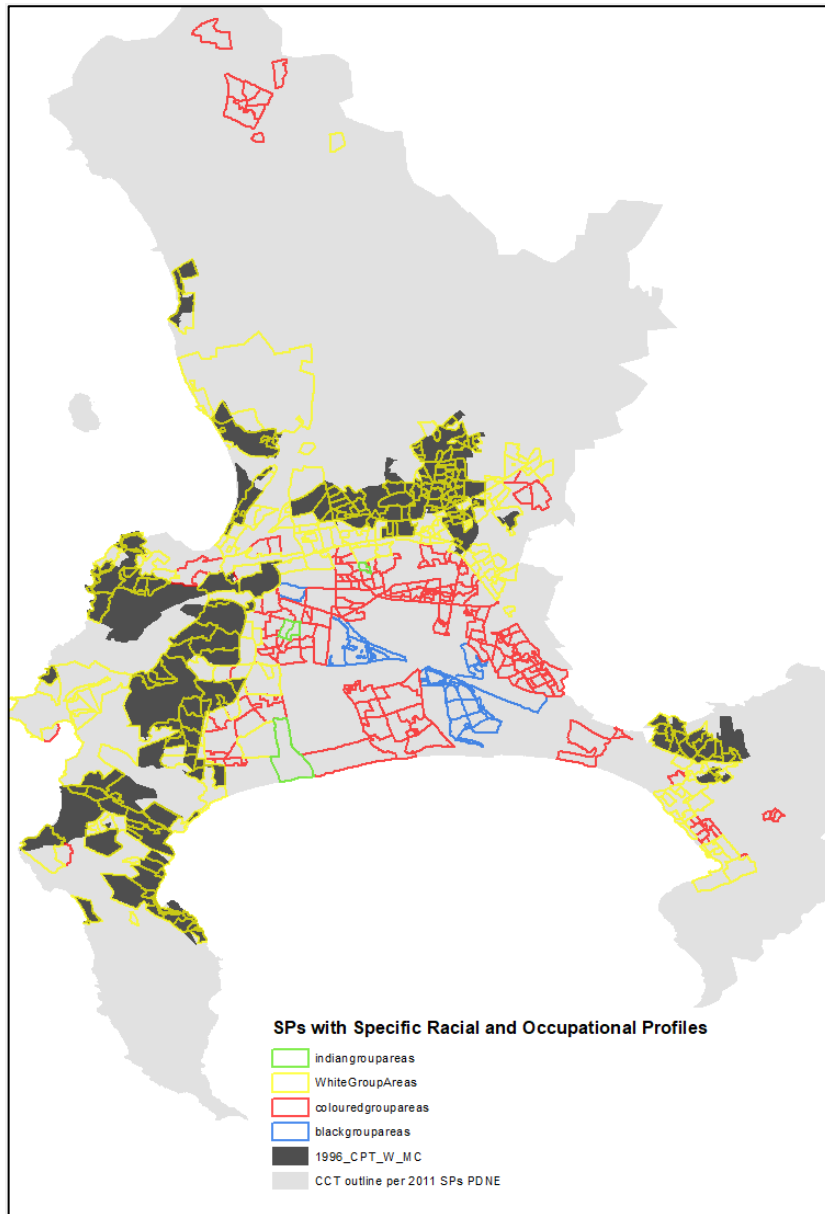 SPs with Specific Racial and Occupational Profiles
indiangroupareas
WhiteGroupAreas
colouredgroupareas
blackgroupareas
1996_CPT_W_MC
CCT outline per 2011 SPs PDNE